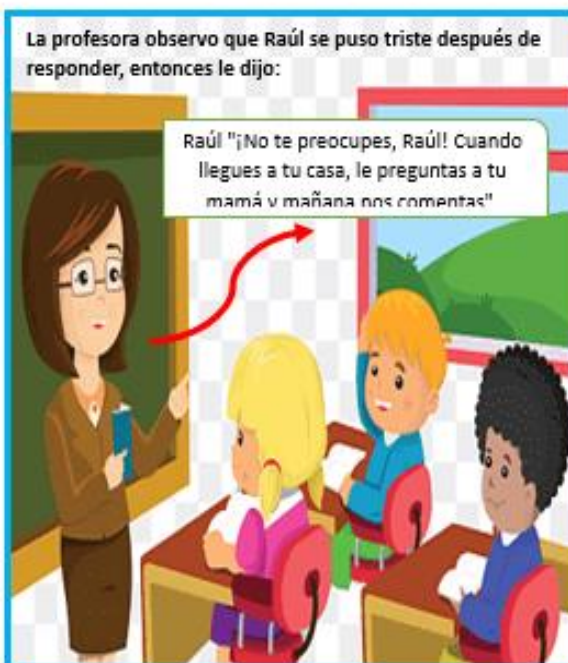 La profesora observo que Raúl se puso triste después de
responder, entonces le dijo:
Raúl "¡No te preocupes, Raúl! Cuando
llegues a tu casa, le preguntas a tu
mamá y mañana nos comentas"